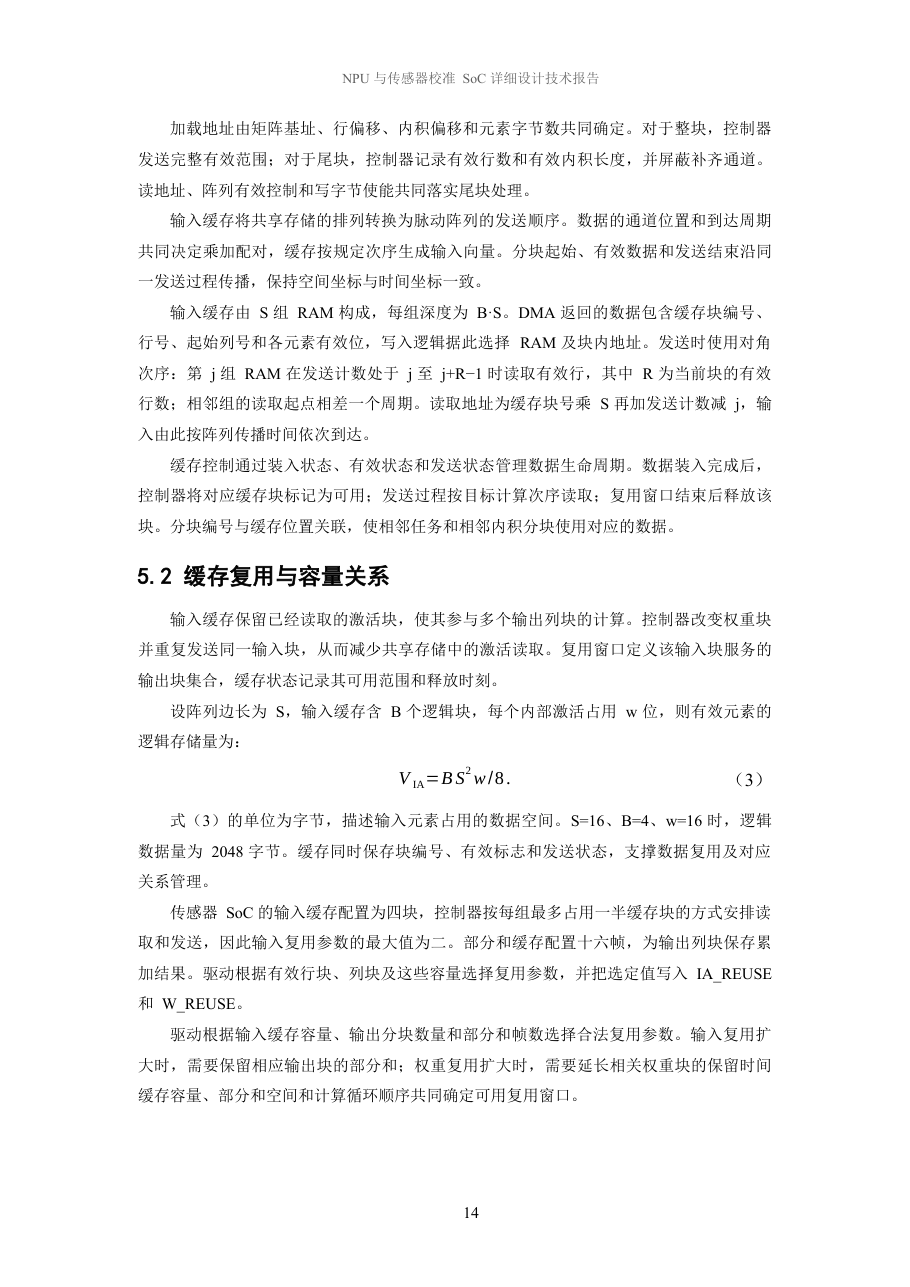 NPU 与传感器校准 SoC 详细设计技术报告
加载地址由矩阵基址、行偏移、内积偏移和元素字节数共同确定。对于整块，控制器
发送完整有效范围；对于尾块，控制器记录有效行数和有效内积长度，并屏蔽补齐通道。
读地址、阵列有效控制和写字节使能共同落实尾块处理。
输入缓存将共享存储的排列转换为脉动阵列的发送顺序。数据的通道位置和到达周期
共同决定乘加配对，缓存按规定次序生成输入向量。分块起始、有效数据和发送结束沿同
一发送过程传播，保持空间坐标与时间坐标一致。
输入缓存由 S 组 RAM 构成，每组深度为 B·S。DMA 返回的数据包含缓存块编号、
行号、起始列号和各元素有效位，写入逻辑据此选择 RAM 及块内地址。发送时使用对角
次序：第 j 组 RAM 在发送计数处于 j 至 j+R−1 时读取有效行，其中 R 为当前块的有效
行数；相邻组的读取起点相差一个周期。读取地址为缓存块号乘 S 再加发送计数减 j，输
入由此按阵列传播时间依次到达。
缓存控制通过装入状态、有效状态和发送状态管理数据生命周期。数据装入完成后，
控制器将对应缓存块标记为可用；发送过程按目标计算次序读取；复用窗口结束后释放该
块。分块编号与缓存位置关联，使相邻任务和相邻内积分块使用对应的数据。
5.2 缓存复用与容量关系
输入缓存保留已经读取的激活块，使其参与多个输出列块的计算。控制器改变权重块
并重复发送同一输入块，从而减少共享存储中的激活读取。复用窗口定义该输入块服务的
输出块集合，缓存状态记录其可用范围和释放时刻。
设阵列边长为 S，输入缓存含 B 个逻辑块，每个内部激活占用 w 位，则有效元素的
逻辑存储量为：
V_IA=BS²w/8. （3）
式（3）的单位为字节，描述输入元素占用的数据空间。S=16、B=4、w=16 时，逻辑
数据量为 2048 字节。缓存同时保存块编号、有效标志和发送状态，支撑数据复用及对应
关系管理。
传感器 SoC 的输入缓存配置为四块，控制器按每组最多占用一半缓存块的方式安排读
取和发送，因此输入复用参数的最大值为二。部分和缓存配置十六帧，为输出列块保存累
加结果。驱动根据有效行块、列块及这些容量选择复用参数，并把选定值写入 IA_REUSE
和 W_REUSE。
驱动根据输入缓存容量、输出分块数量和部分和帧数选择合法复用参数。输入复用扩
大时，需要保留相应输出块的部分和；权重复用扩大时，需要延长相关权重块的保留时间
缓存容量、部分和空间和计算循环顺序共同确定可用复用窗口。
14